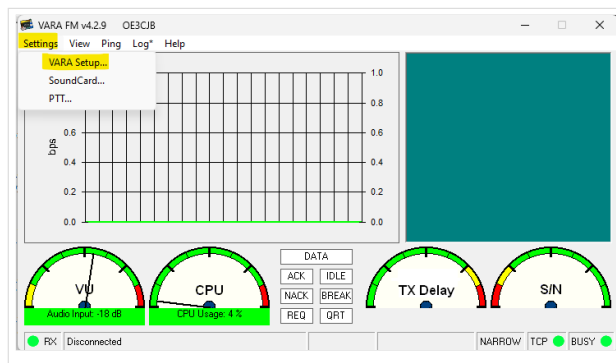 VARA FM v4.2.9 OE3CJB
Settings View Ping Log* Help
VARA Setup...
SoundCard...
PTT...
1.0
0.8
0.6 0.6
0.4 0.4
0.2 0.2
0.0 0.0
bps
DATA
ACK IDLE
NACK BREAK
REQ QRT
VU
Audio Input: -18 dB
CPU
CPU Usage: 4 %
TX Delay
S/N
RX Disconnected NARROW TCP BUSY